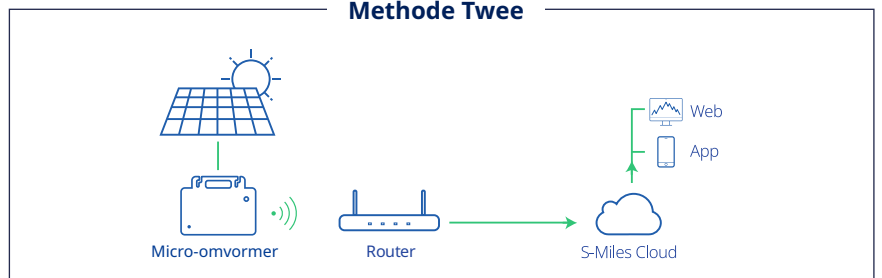 Methode Twee
Web
App
Micro-omvormer
Router
S-Miles Cloud